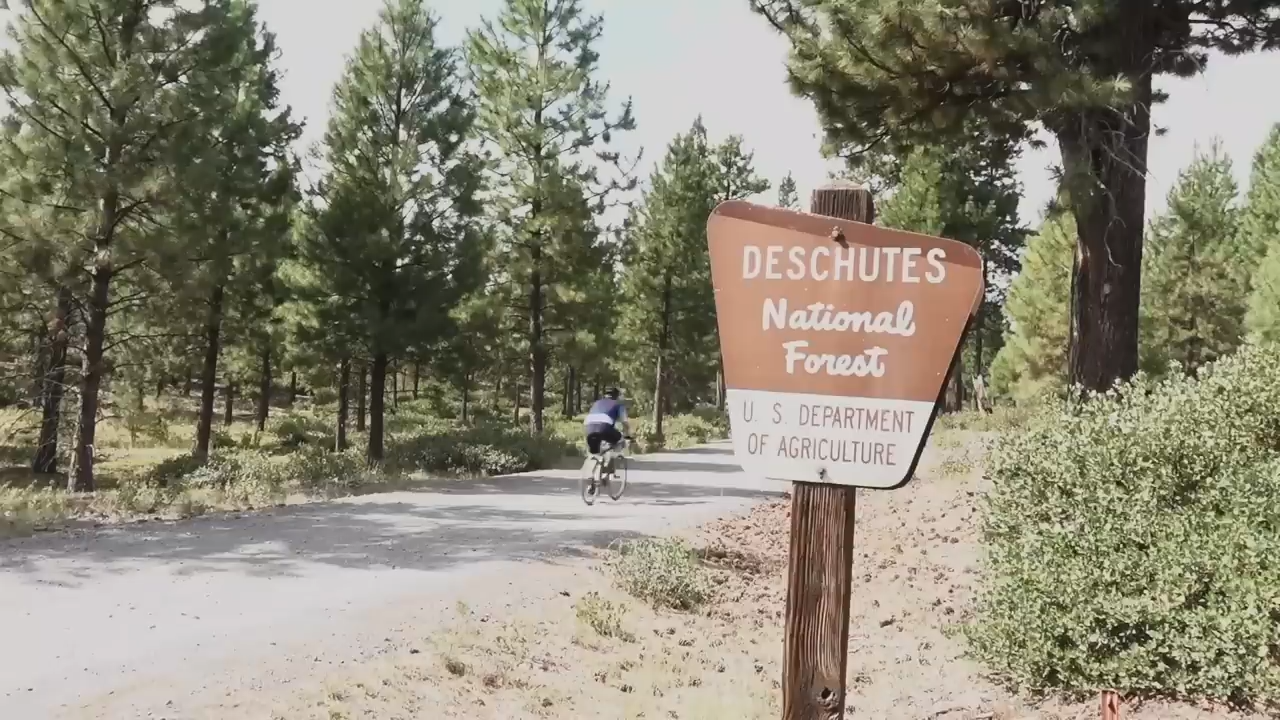 DESCHUTES
National
Forest
U. S. DEPARTMENT
OF AGRICULTURE